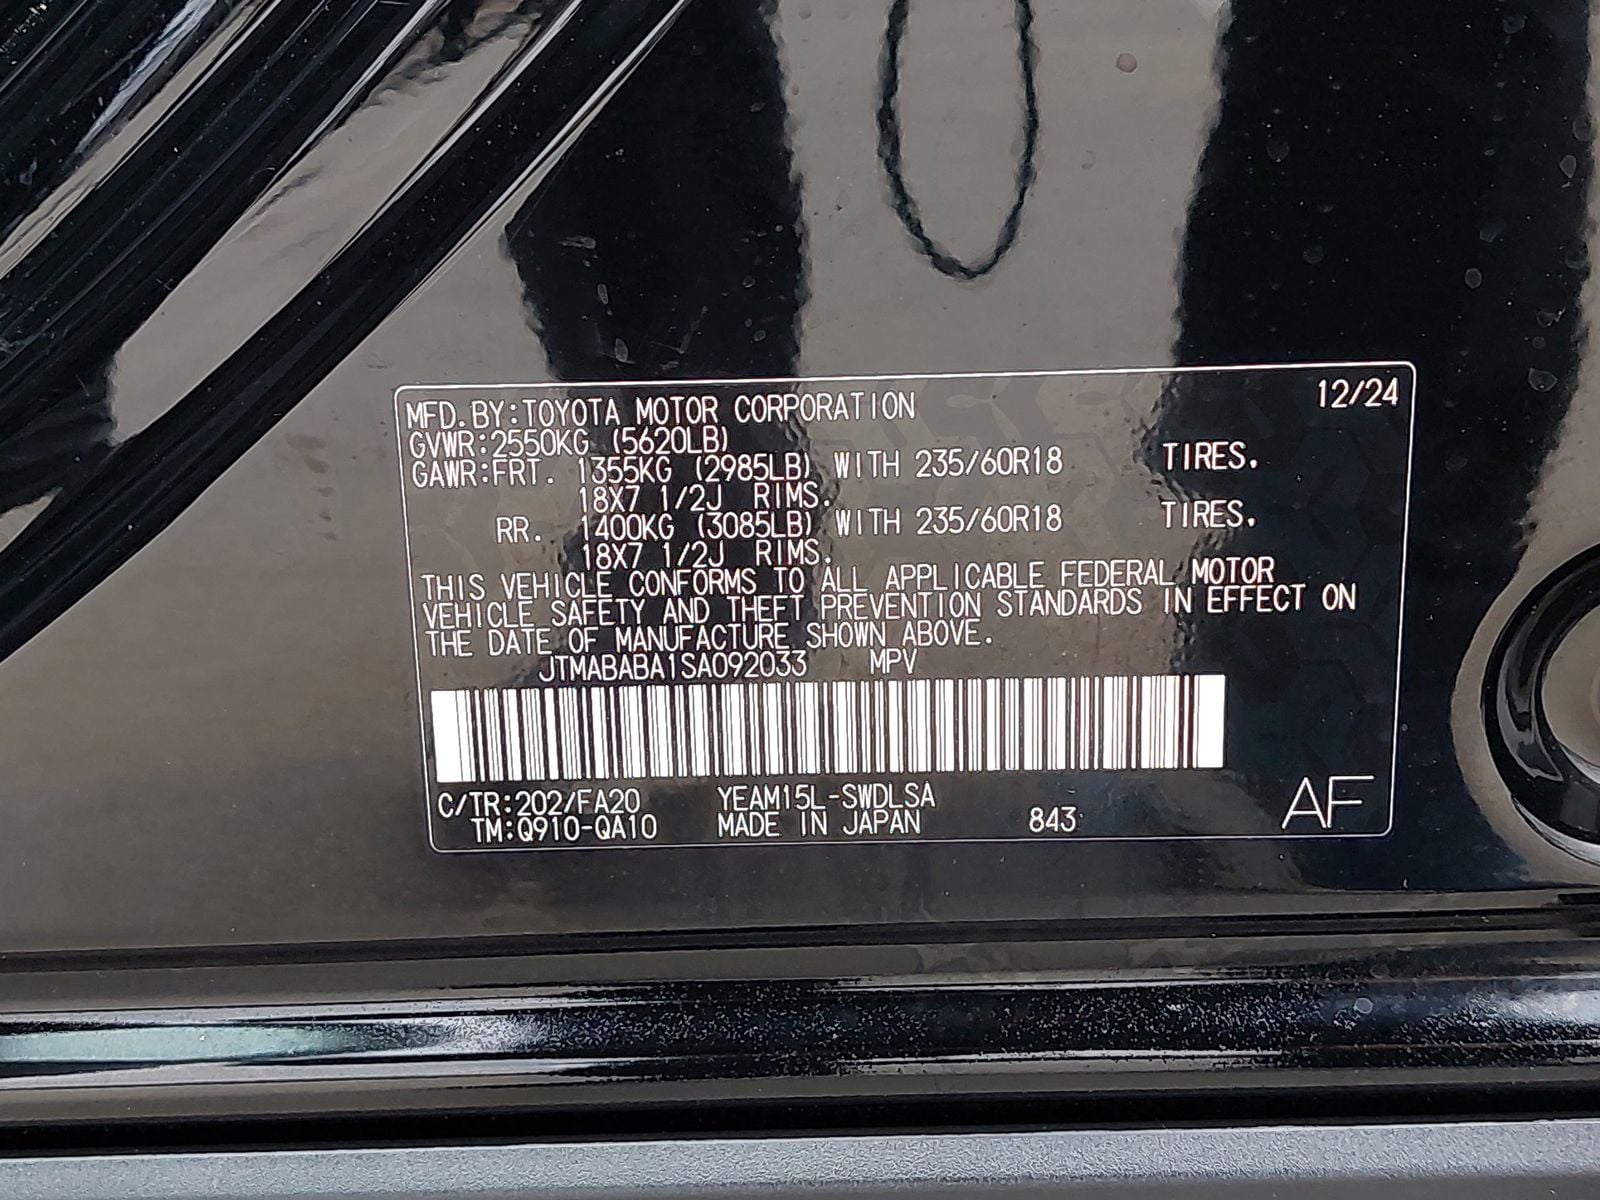 MFD.BY:TOYOTA MOTOR CORPORATION 12/24
GVWR:2550KG (5620LB)
GAWR:FRT. 1355KG (2985LB) WITH 235/60R18 TIRES.
18X7 1/2J RIMS.
RR. 1400KG (3085LB) WITH 235/60R18 TIRES.
18X7 1/2J RIMS.
THIS VEHICLE CONFORMS TO ALL APPLICABLE FEDERAL MOTOR
VEHICLE SAFETY AND THEFT PREVENTION STANDARDS IN EFFECT ON
THE DATE OF MANUFACTURE SHOWN ABOVE.
JTMABABA1SA092033 MPV
C/TR:202/FA20 YEAM15L-SWDLSA
TM:Q910-QA10 MADE IN JAPAN 843 AF